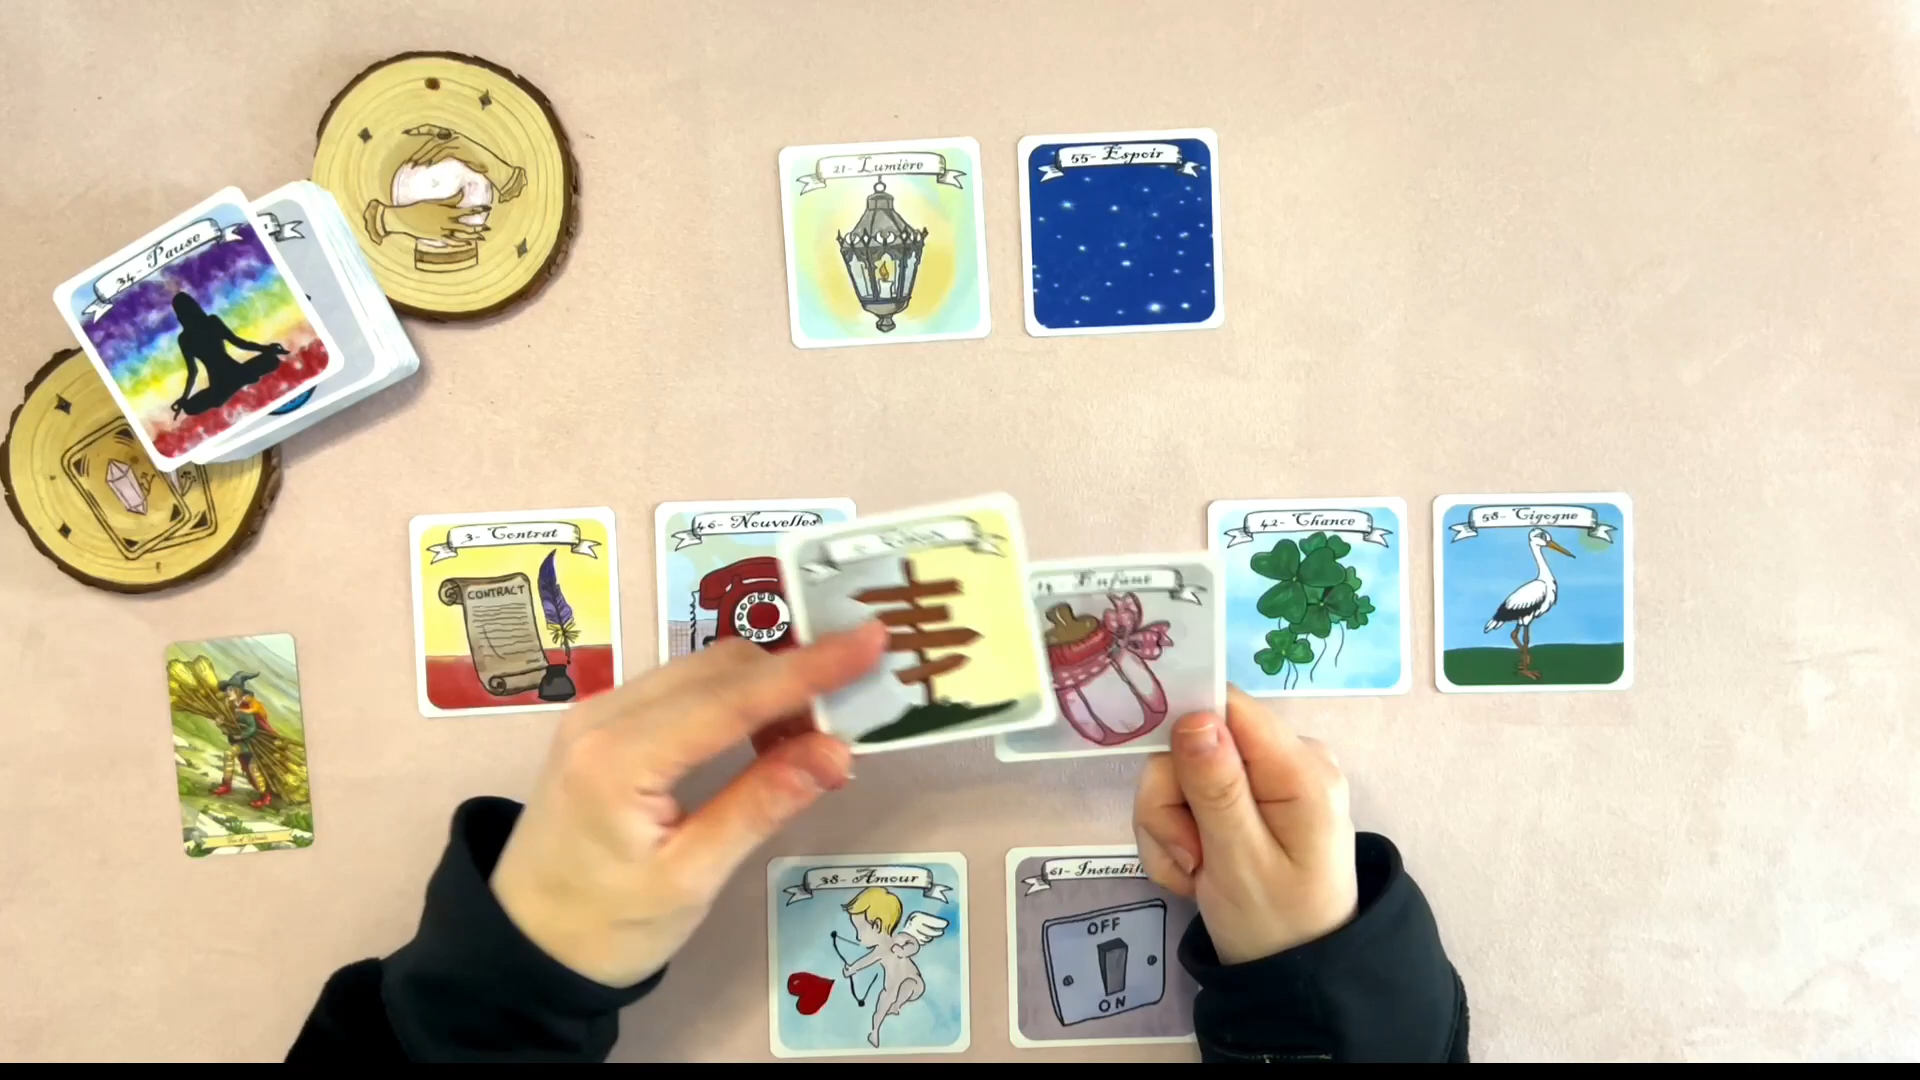 21- Lumière
55- Espoir
34- Pause
3- Contrat
CONTRACT
46- Nouvelles
42- Chance
58- Cigogne
38- Amour
OFF
ON